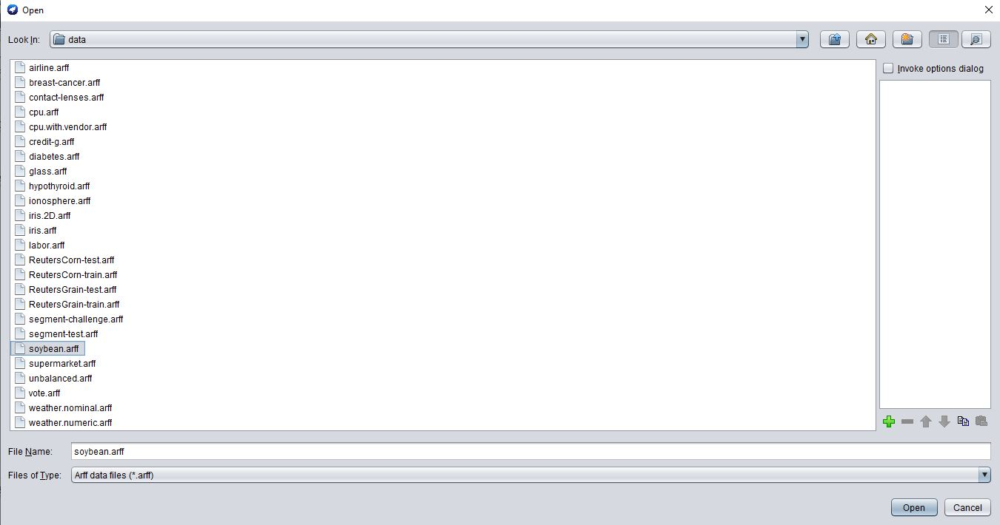 Open
Look In: data
airline.arff
Invoke options dialog
breast-cancer.arff
contact-lenses.arff
cpu.arff
cpu.with.vendor.arff
credit-g.arff
diabetes.arff
glass.arff
hypothyroid.arff
ionosphere.arff
iris.2D.arff
iris.arff
labor.arff
ReutersCorn-test.arff
ReutersCorn-train.arff
ReutersGrain-test.arff
ReutersGrain-train.arff
segment-challenge.arff
segment-test.arff
soybean.arff
supermarket.arff
unbalanced.arff
vote.arff
weather.nominal.arff
weather.numeric.arff
File Name: soybean.arff
Files of Type: Arff data files (*.arff)
Open Cancel